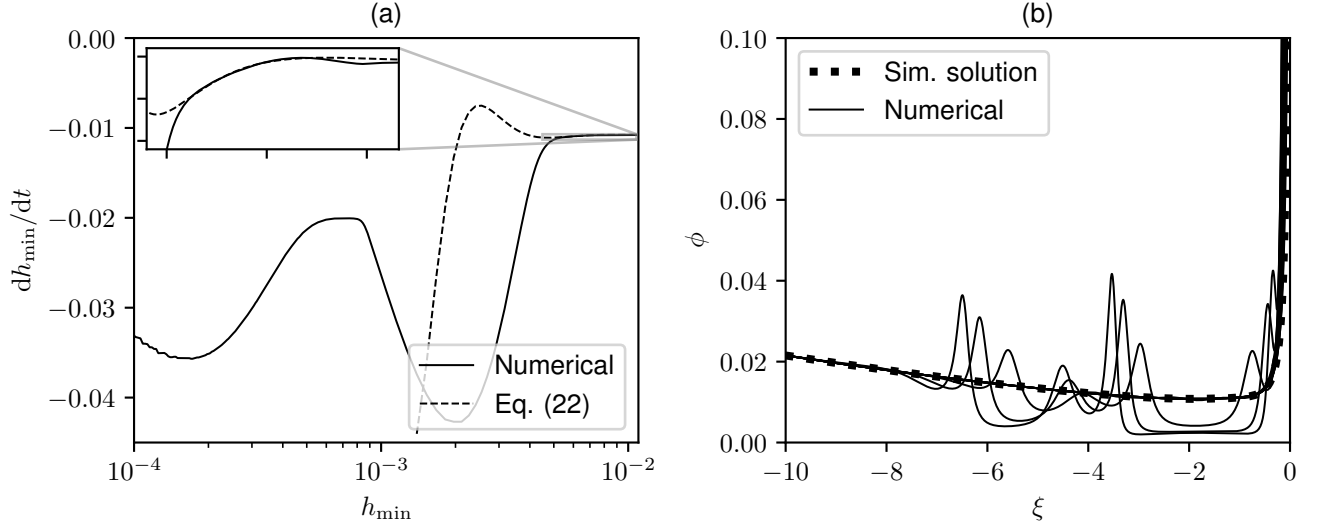 (a)
0.00
−0.01
−0.02
−0.03
−0.04
dh_min/dt
10^−4
10^−3
10^−2
h_min
Numerical
Eq. (22)
(b)
0.10
0.08
0.06
0.04
0.02
0.00
ϕ
−10
−8
−6
−4
−2
0
ξ
Sim. solution
Numerical